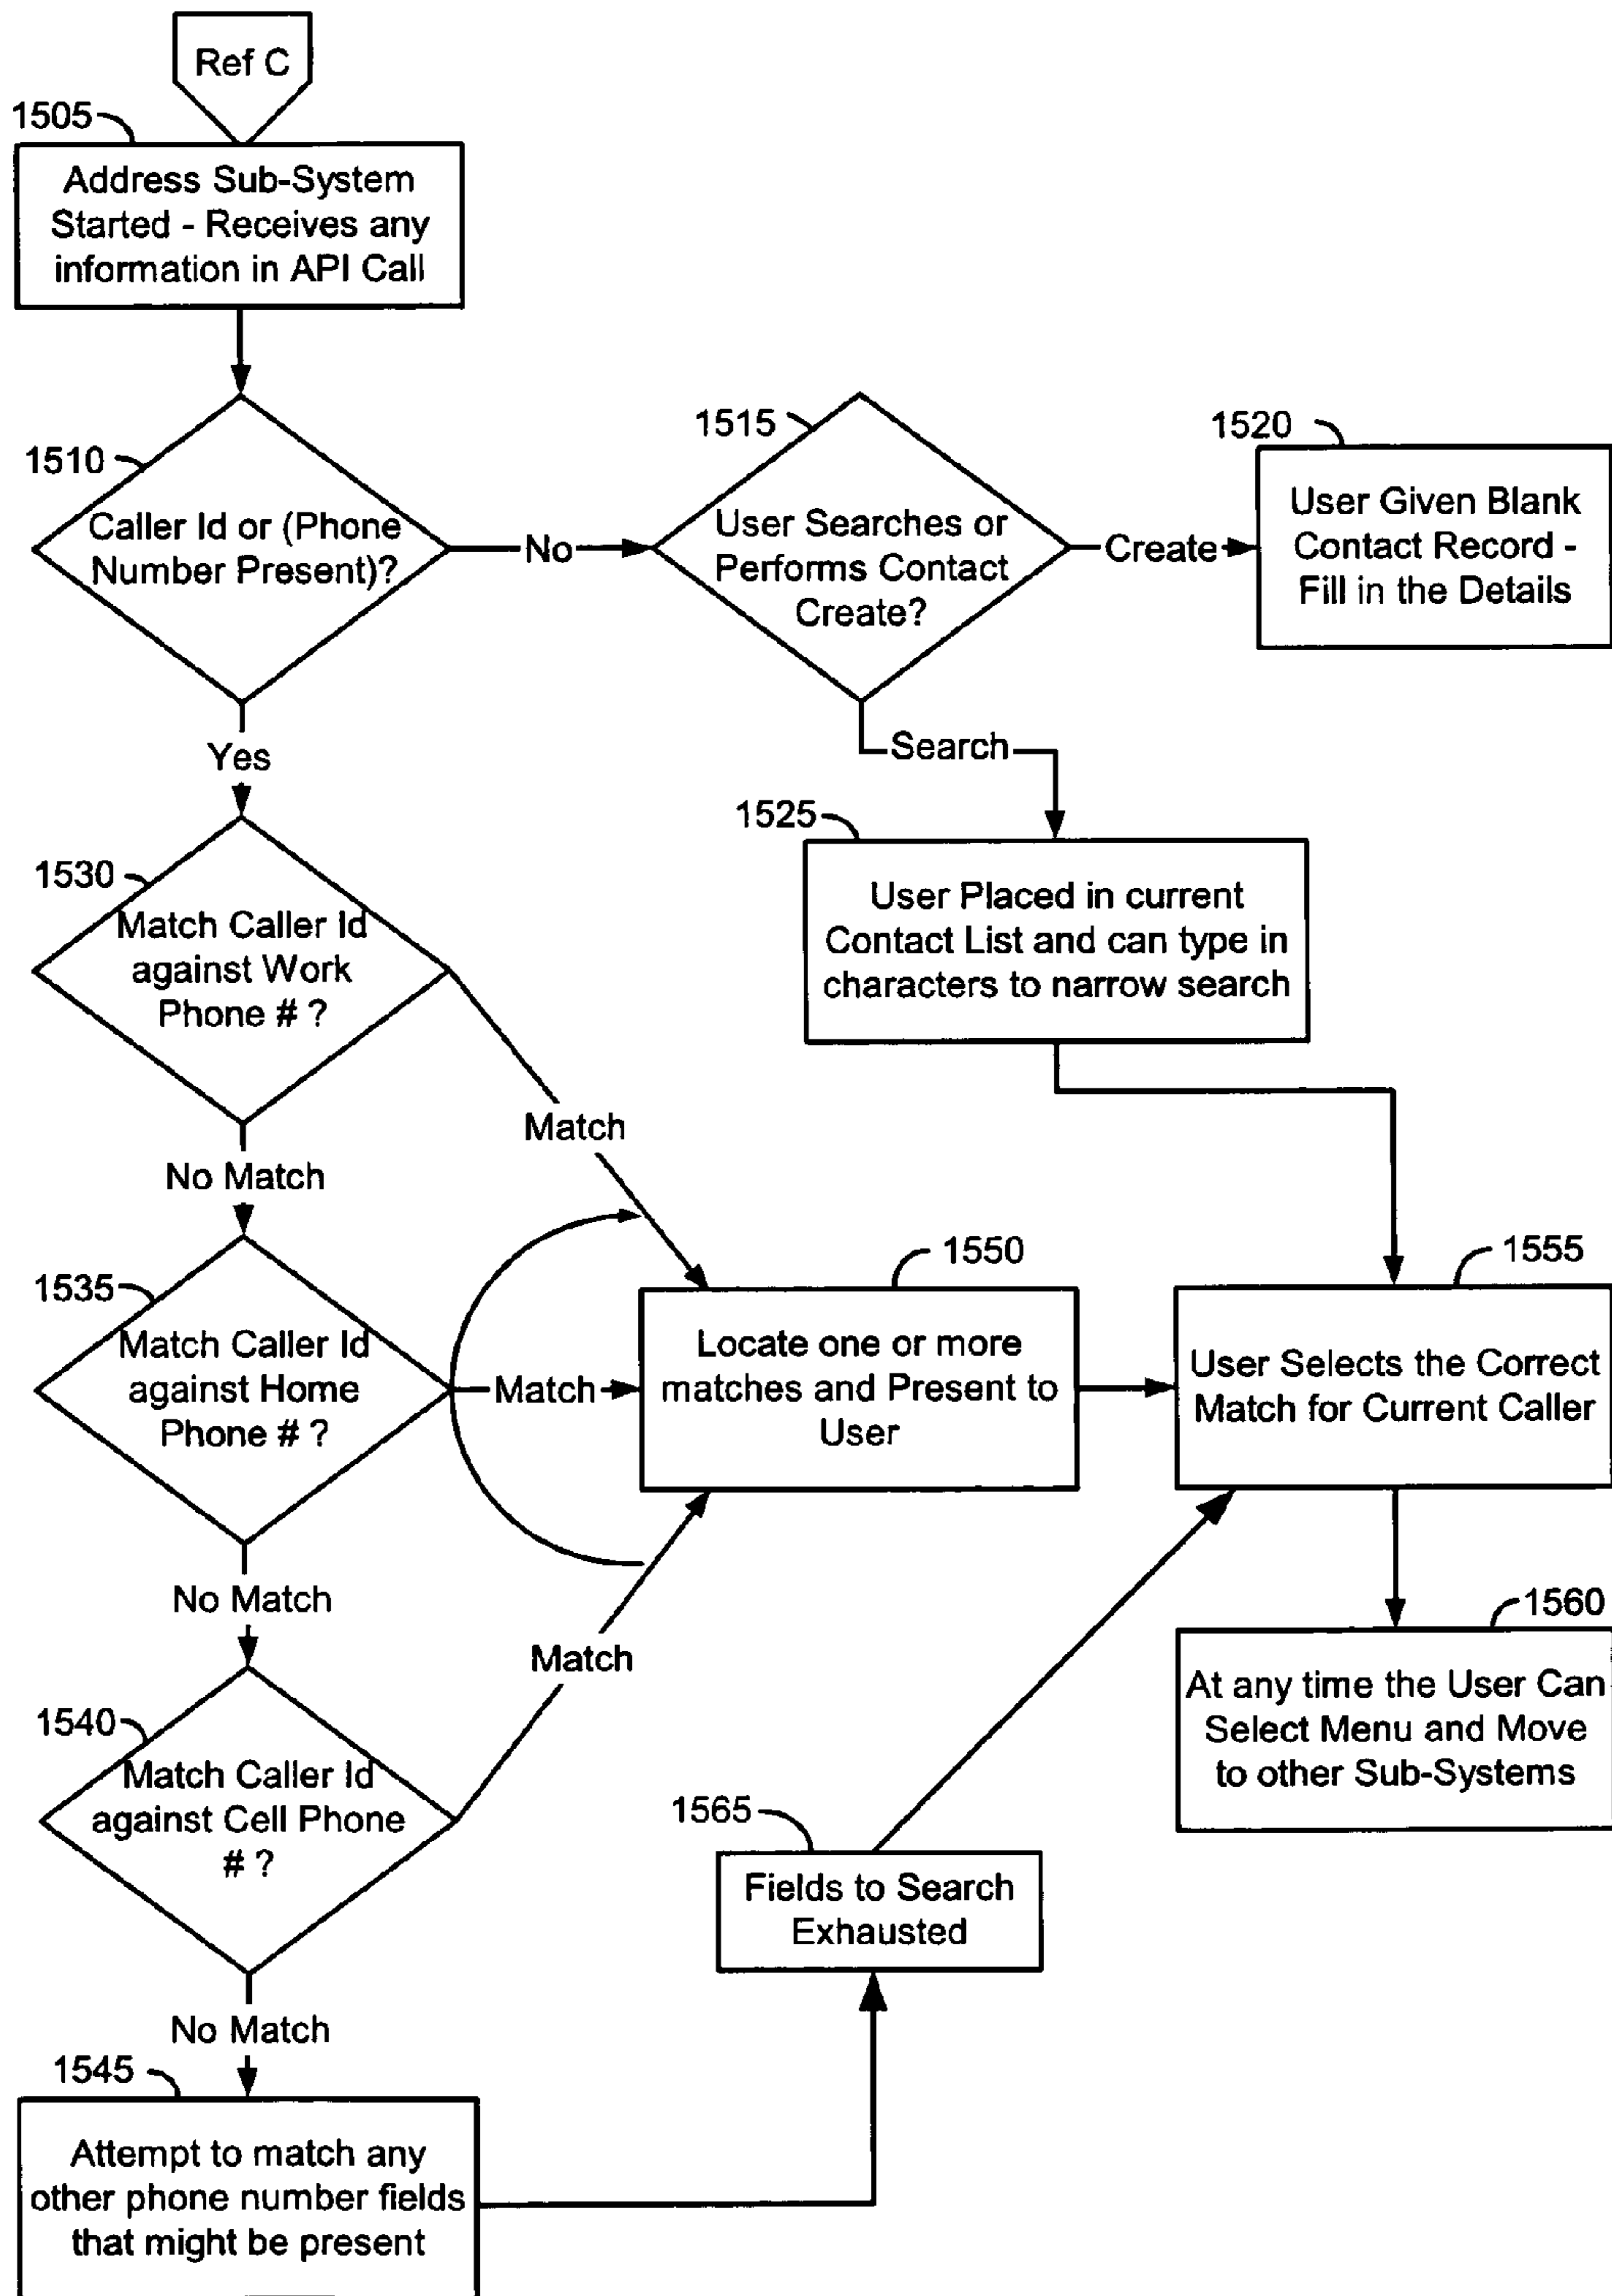 Ref C
1505
Address Sub-System
Started - Receives any
information in API Call
1510
Caller Id or (Phone
Number Present)?
No
1515
User Searches or
Performs Contact
Create?
Create
1520
User Given Blank
Contact Record -
Fill in the Details
Yes
Search
1525
User Placed in current
Contact List and can type in
characters to narrow search
1530
Match Caller Id
against Work
Phone # ?
Match
No Match
1535
Match Caller Id
against Home
Phone # ?
Match
1550
Locate one or more
matches and Present to
User
1555
User Selects the Correct
Match for Current Caller
No Match
Match
1540
Match Caller Id
against Cell Phone
# ?
1560
At any time the User Can
Select Menu and Move
to other Sub-Systems
1565
Fields to Search
Exhausted
No Match
1545
Attempt to match any
other phone number fields
that might be present